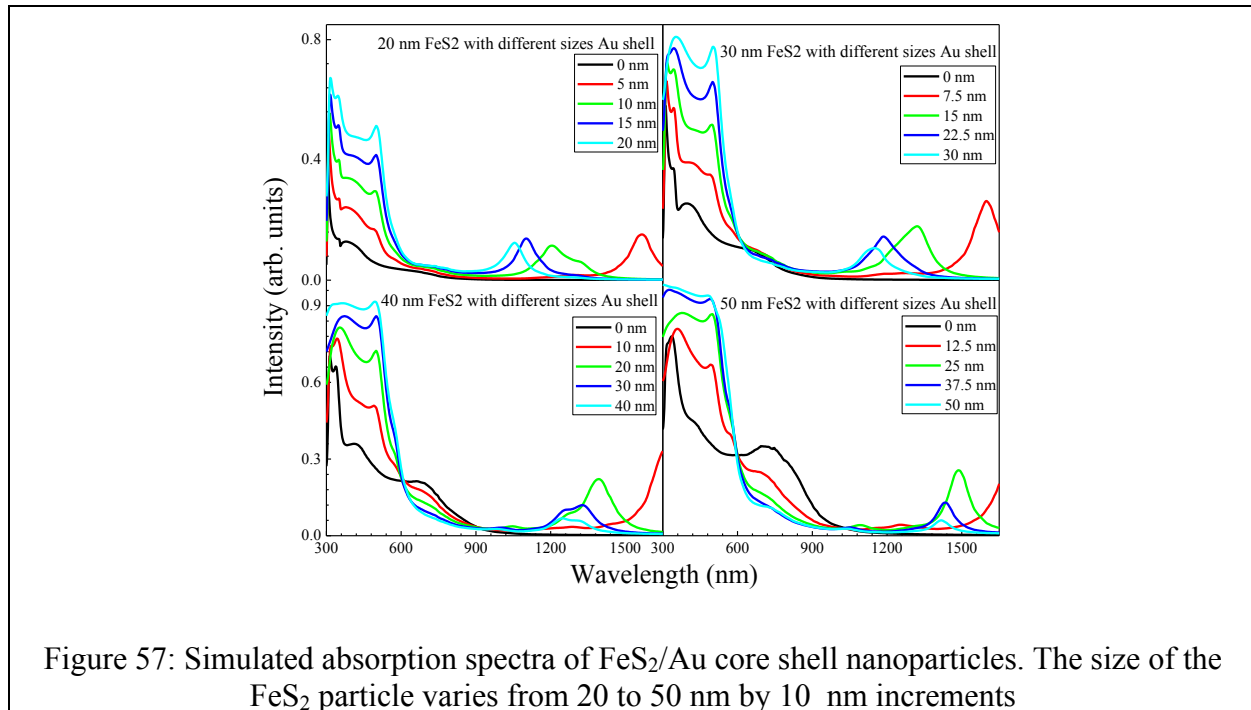 20 nm FeS2 with different sizes Au shell
0 nm
5 nm
10 nm
15 nm
20 nm
30 nm FeS2 with different sizes Au shell
0 nm
7.5 nm
15 nm
22.5 nm
30 nm
0.8
0.4
0.0
40 nm FeS2 with different sizes Au shell
0 nm
10 nm
20 nm
30 nm
40 nm
50 nm FeS2 with different sizes Au shell
0 nm
12.5 nm
25 nm
37.5 nm
50 nm
0.9
0.6
0.3
0.0
300 600 900 1200 1500 300 600 900 1200 1500
Intensity (arb. units)
Wavelength (nm)
Figure 57: Simulated absorption spectra of FeS₂/Au core shell nanoparticles. The size of the
FeS₂ particle varies from 20 to 50 nm by 10 nm increments